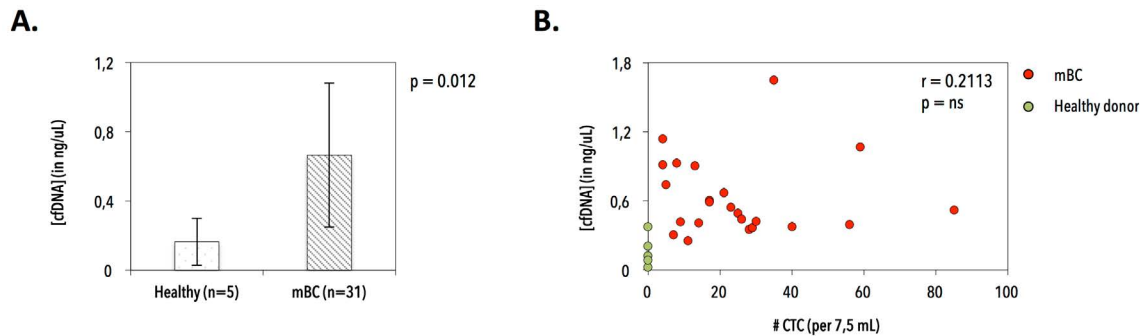 A.
[cfDNA] (in ng/uL)
1,2
0,8
0,4
0
Healthy (n=5)
mBC (n=31)
p = 0.012
B.
[cfDNA] (in ng/uL)
1,8
1,2
0,6
0
0
20
40
60
80
100
# CTC (per 7,5 mL)
r = 0.2113
p = ns
mBC
Healthy donor